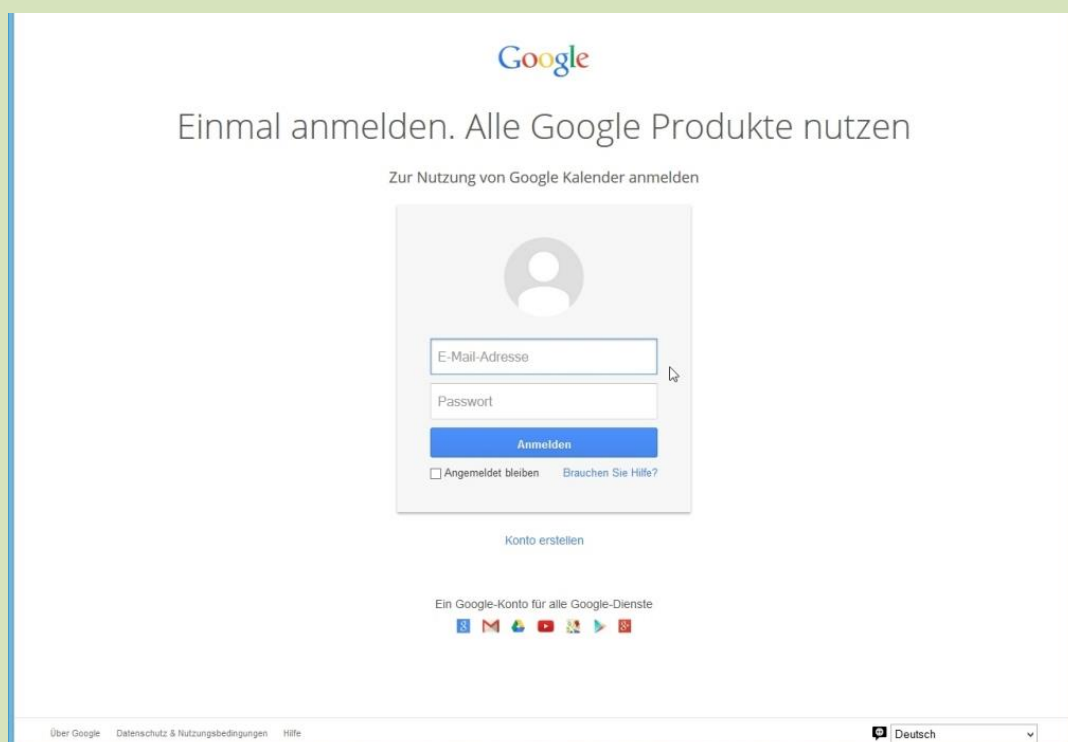 Google
Einmal anmelden. Alle Google Produkte nutzen
Zur Nutzung von Google Kalender anmelden
E-Mail-Adresse
Passwort
Anmelden
Angemeldet bleiben Brauchen Sie Hilfe?
Konto erstellen
Ein Google-Konto für alle Google-Dienste
Über Google Datenschutz & Nutzungsbedingungen Hilfe Deutsch